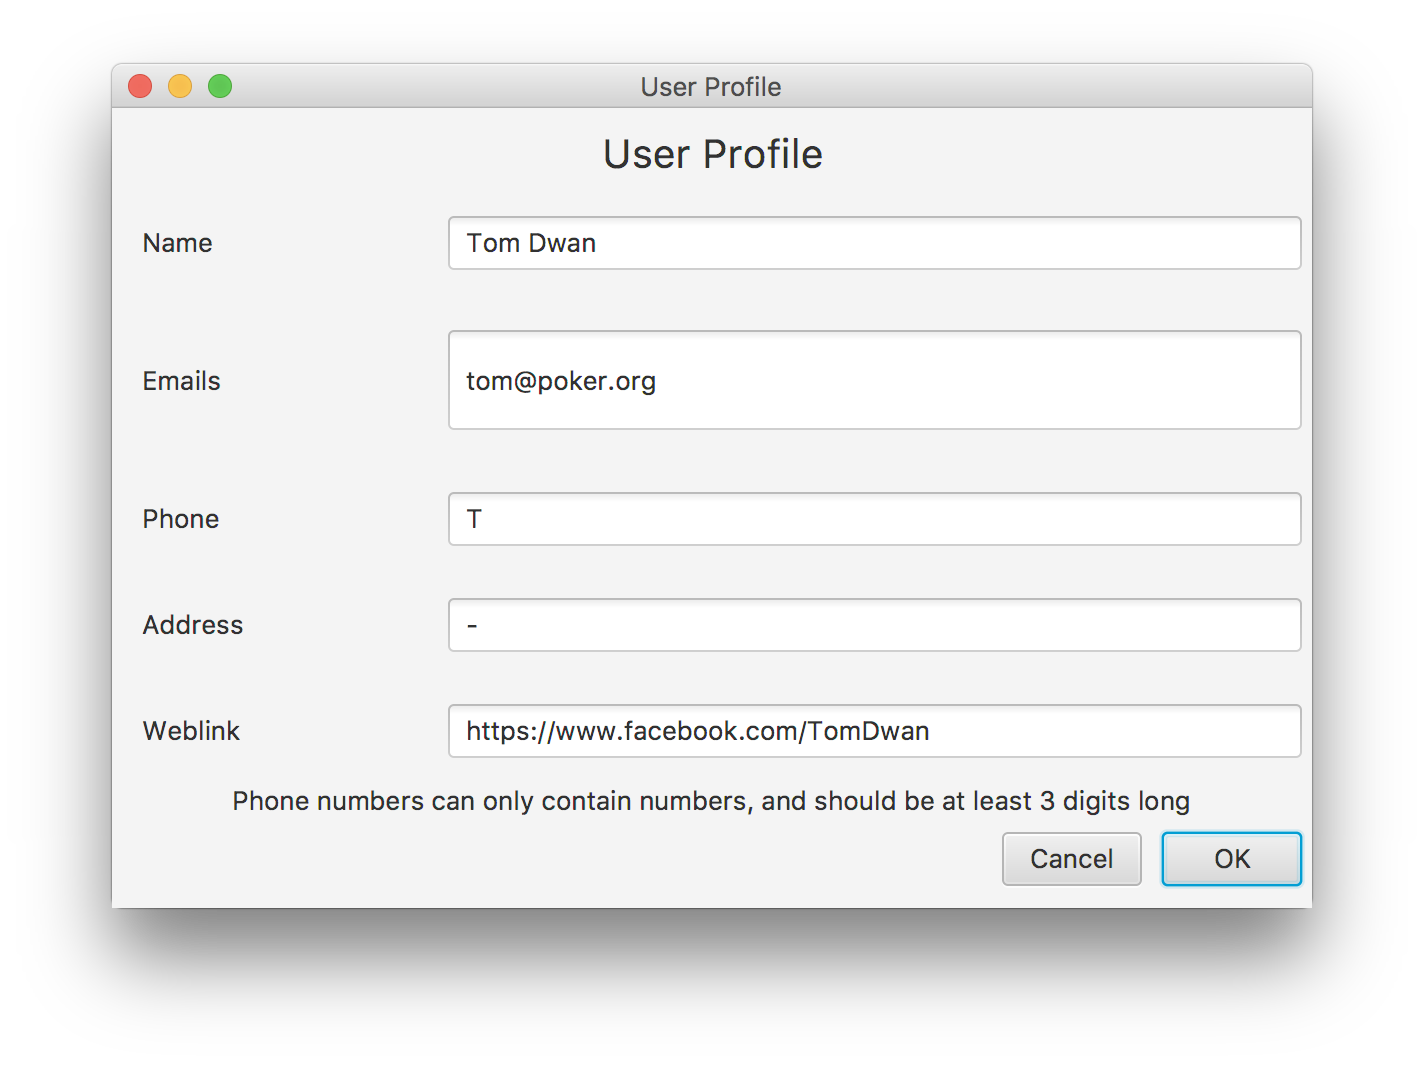 User Profile
User Profile
Name
Tom Dwan
Emails
tom@poker.org
Phone
T
Address
-
Weblink
https://www.facebook.com/TomDwan
Phone numbers can only contain numbers, and should be at least 3 digits long
Cancel
OK